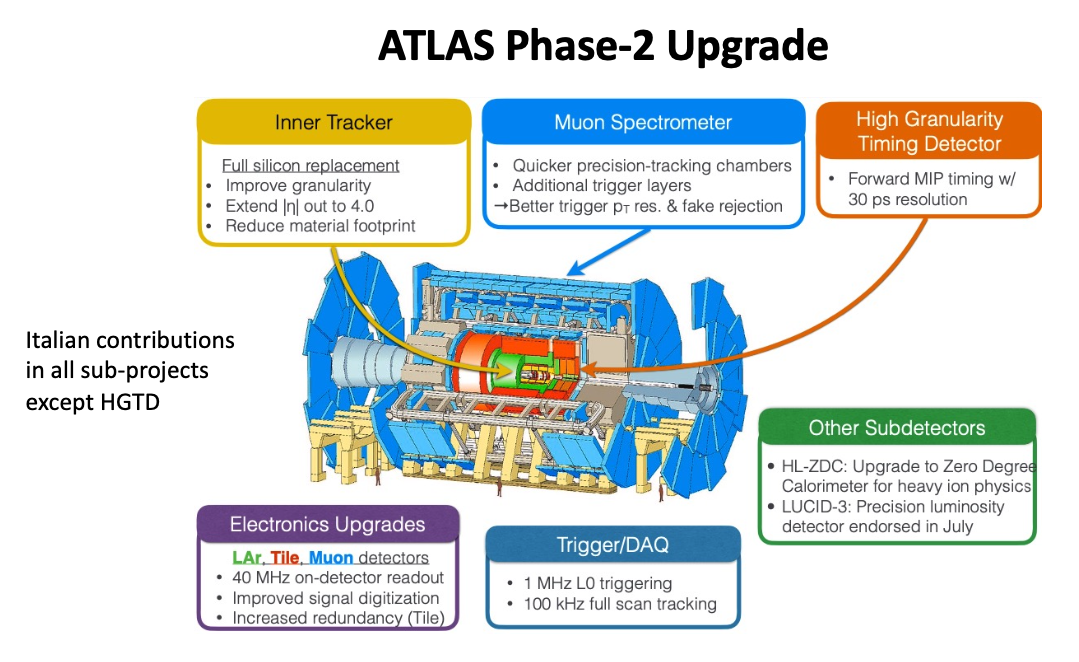 ATLAS Phase-2 Upgrade
Inner Tracker
Full silicon replacement
• Improve granularity
• Extend |η| out to 4.0
• Reduce material footprint
Muon Spectrometer
• Quicker precision-tracking chambers
• Additional trigger layers
→Better trigger pT res. & fake rejection
High Granularity
Timing Detector
• Forward MIP timing w/
30 ps resolution
Italian contributions
in all sub-projects
except HGTD
Other Subdetectors
• HL-ZDC: Upgrade to Zero Degree
Calorimeter for heavy ion physics
• LUCID-3: Precision luminosity
detector endorsed in July
Electronics Upgrades
LAr, Tile, Muon detectors
• 40 MHz on-detector readout
• Improved signal digitization
• Increased redundancy (Tile)
Trigger/DAQ
• 1 MHz L0 triggering
• 100 kHz full scan tracking